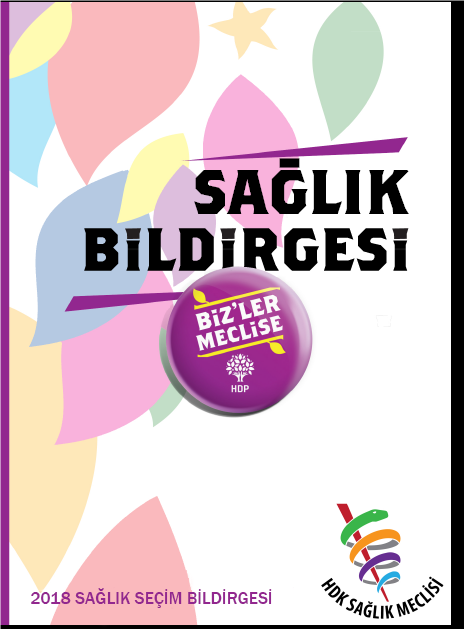 SAĞLIK
BİLDİRGESİ
BİZ'LER
MECLİSE
HDP
HDK SAĞLIK MECLİSİ
2018 SAĞLIK SEÇİM BİLDİRGESİ